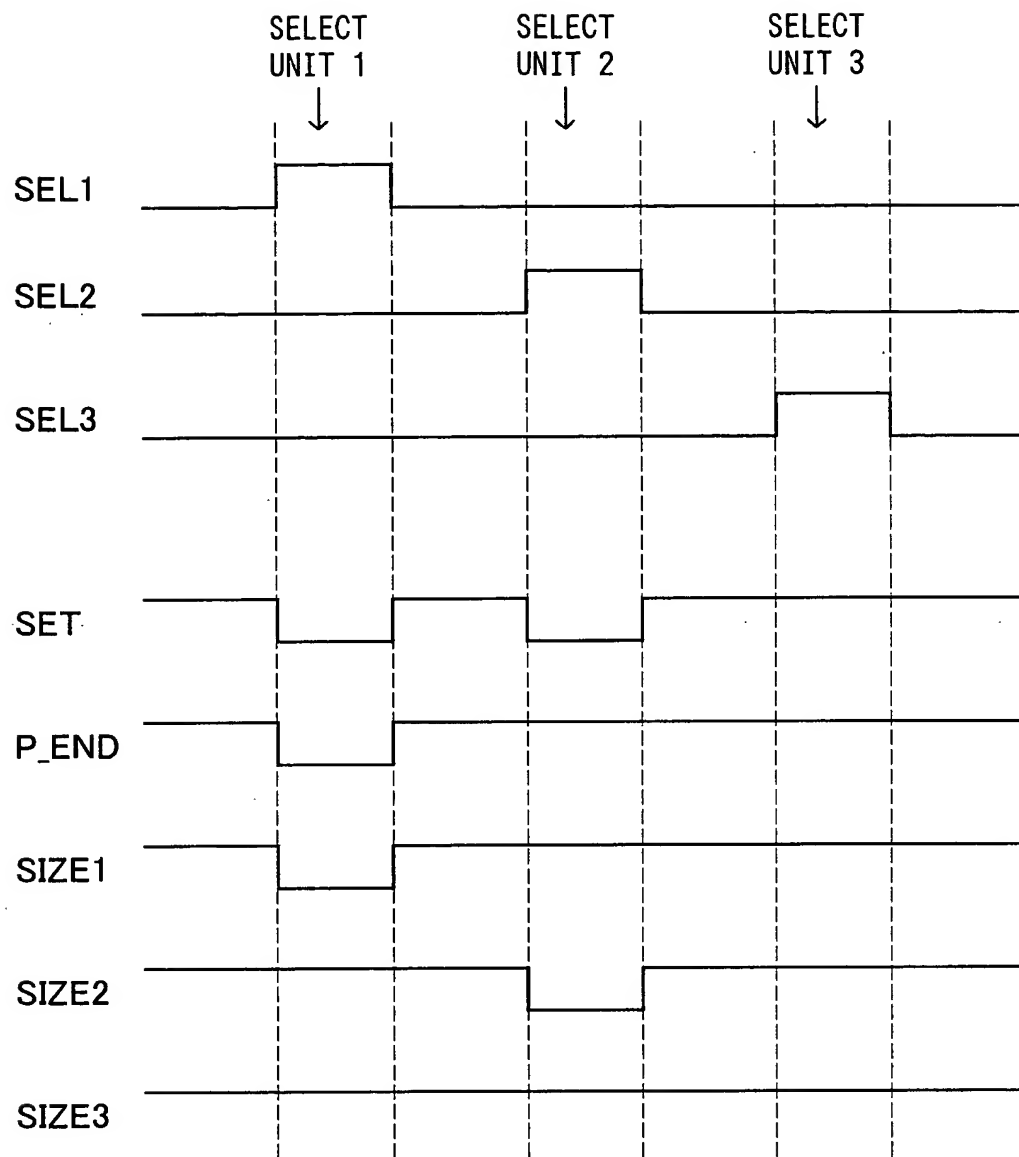 SELECT
UNIT 1
SELECT
UNIT 2
SELECT
UNIT 3
SEL1
SEL2
SEL3
SET
P_END
SIZE1
SIZE2
SIZE3